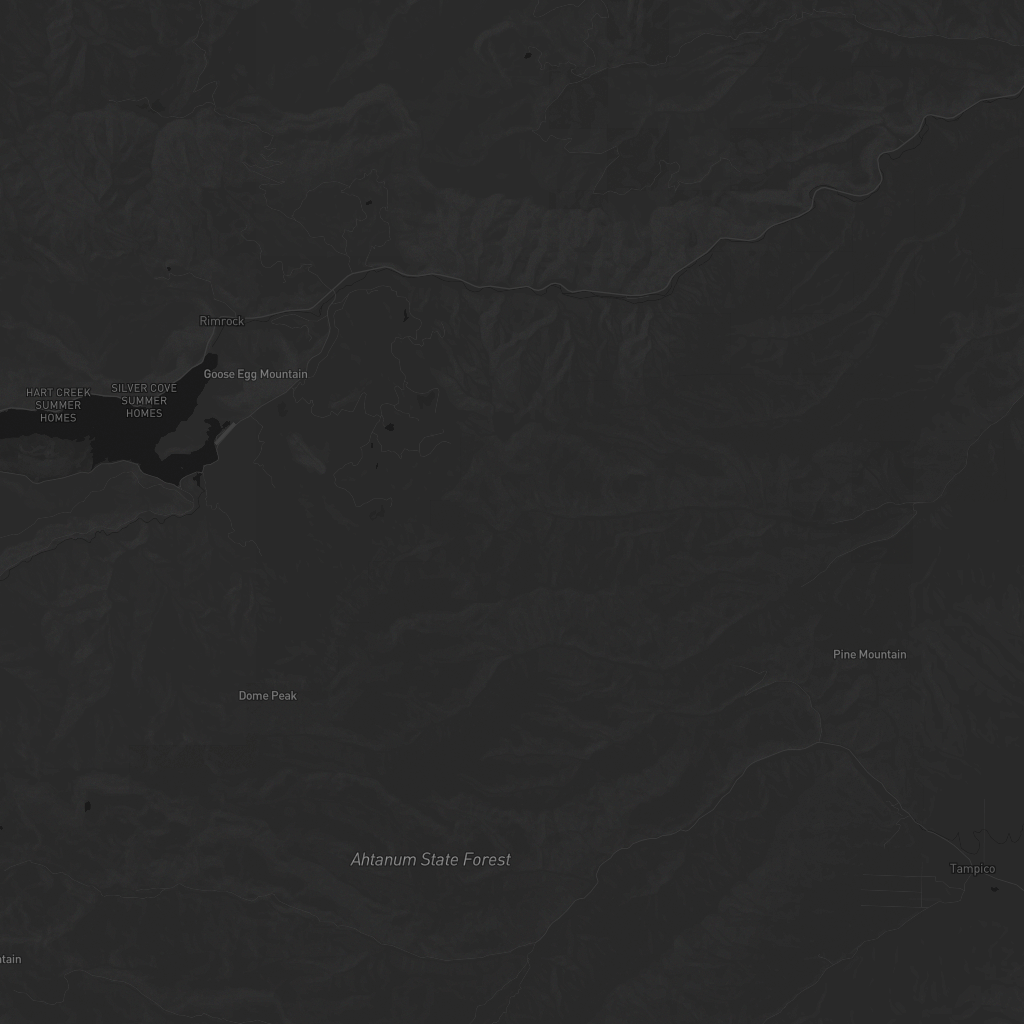 Rimrock
Goose Egg Mountain
HART CREEK
SUMMER
HOMES
SILVER COVE
SUMMER
HOMES
Pine Mountain
Dome Peak
Ahtanum State Forest
Tampico